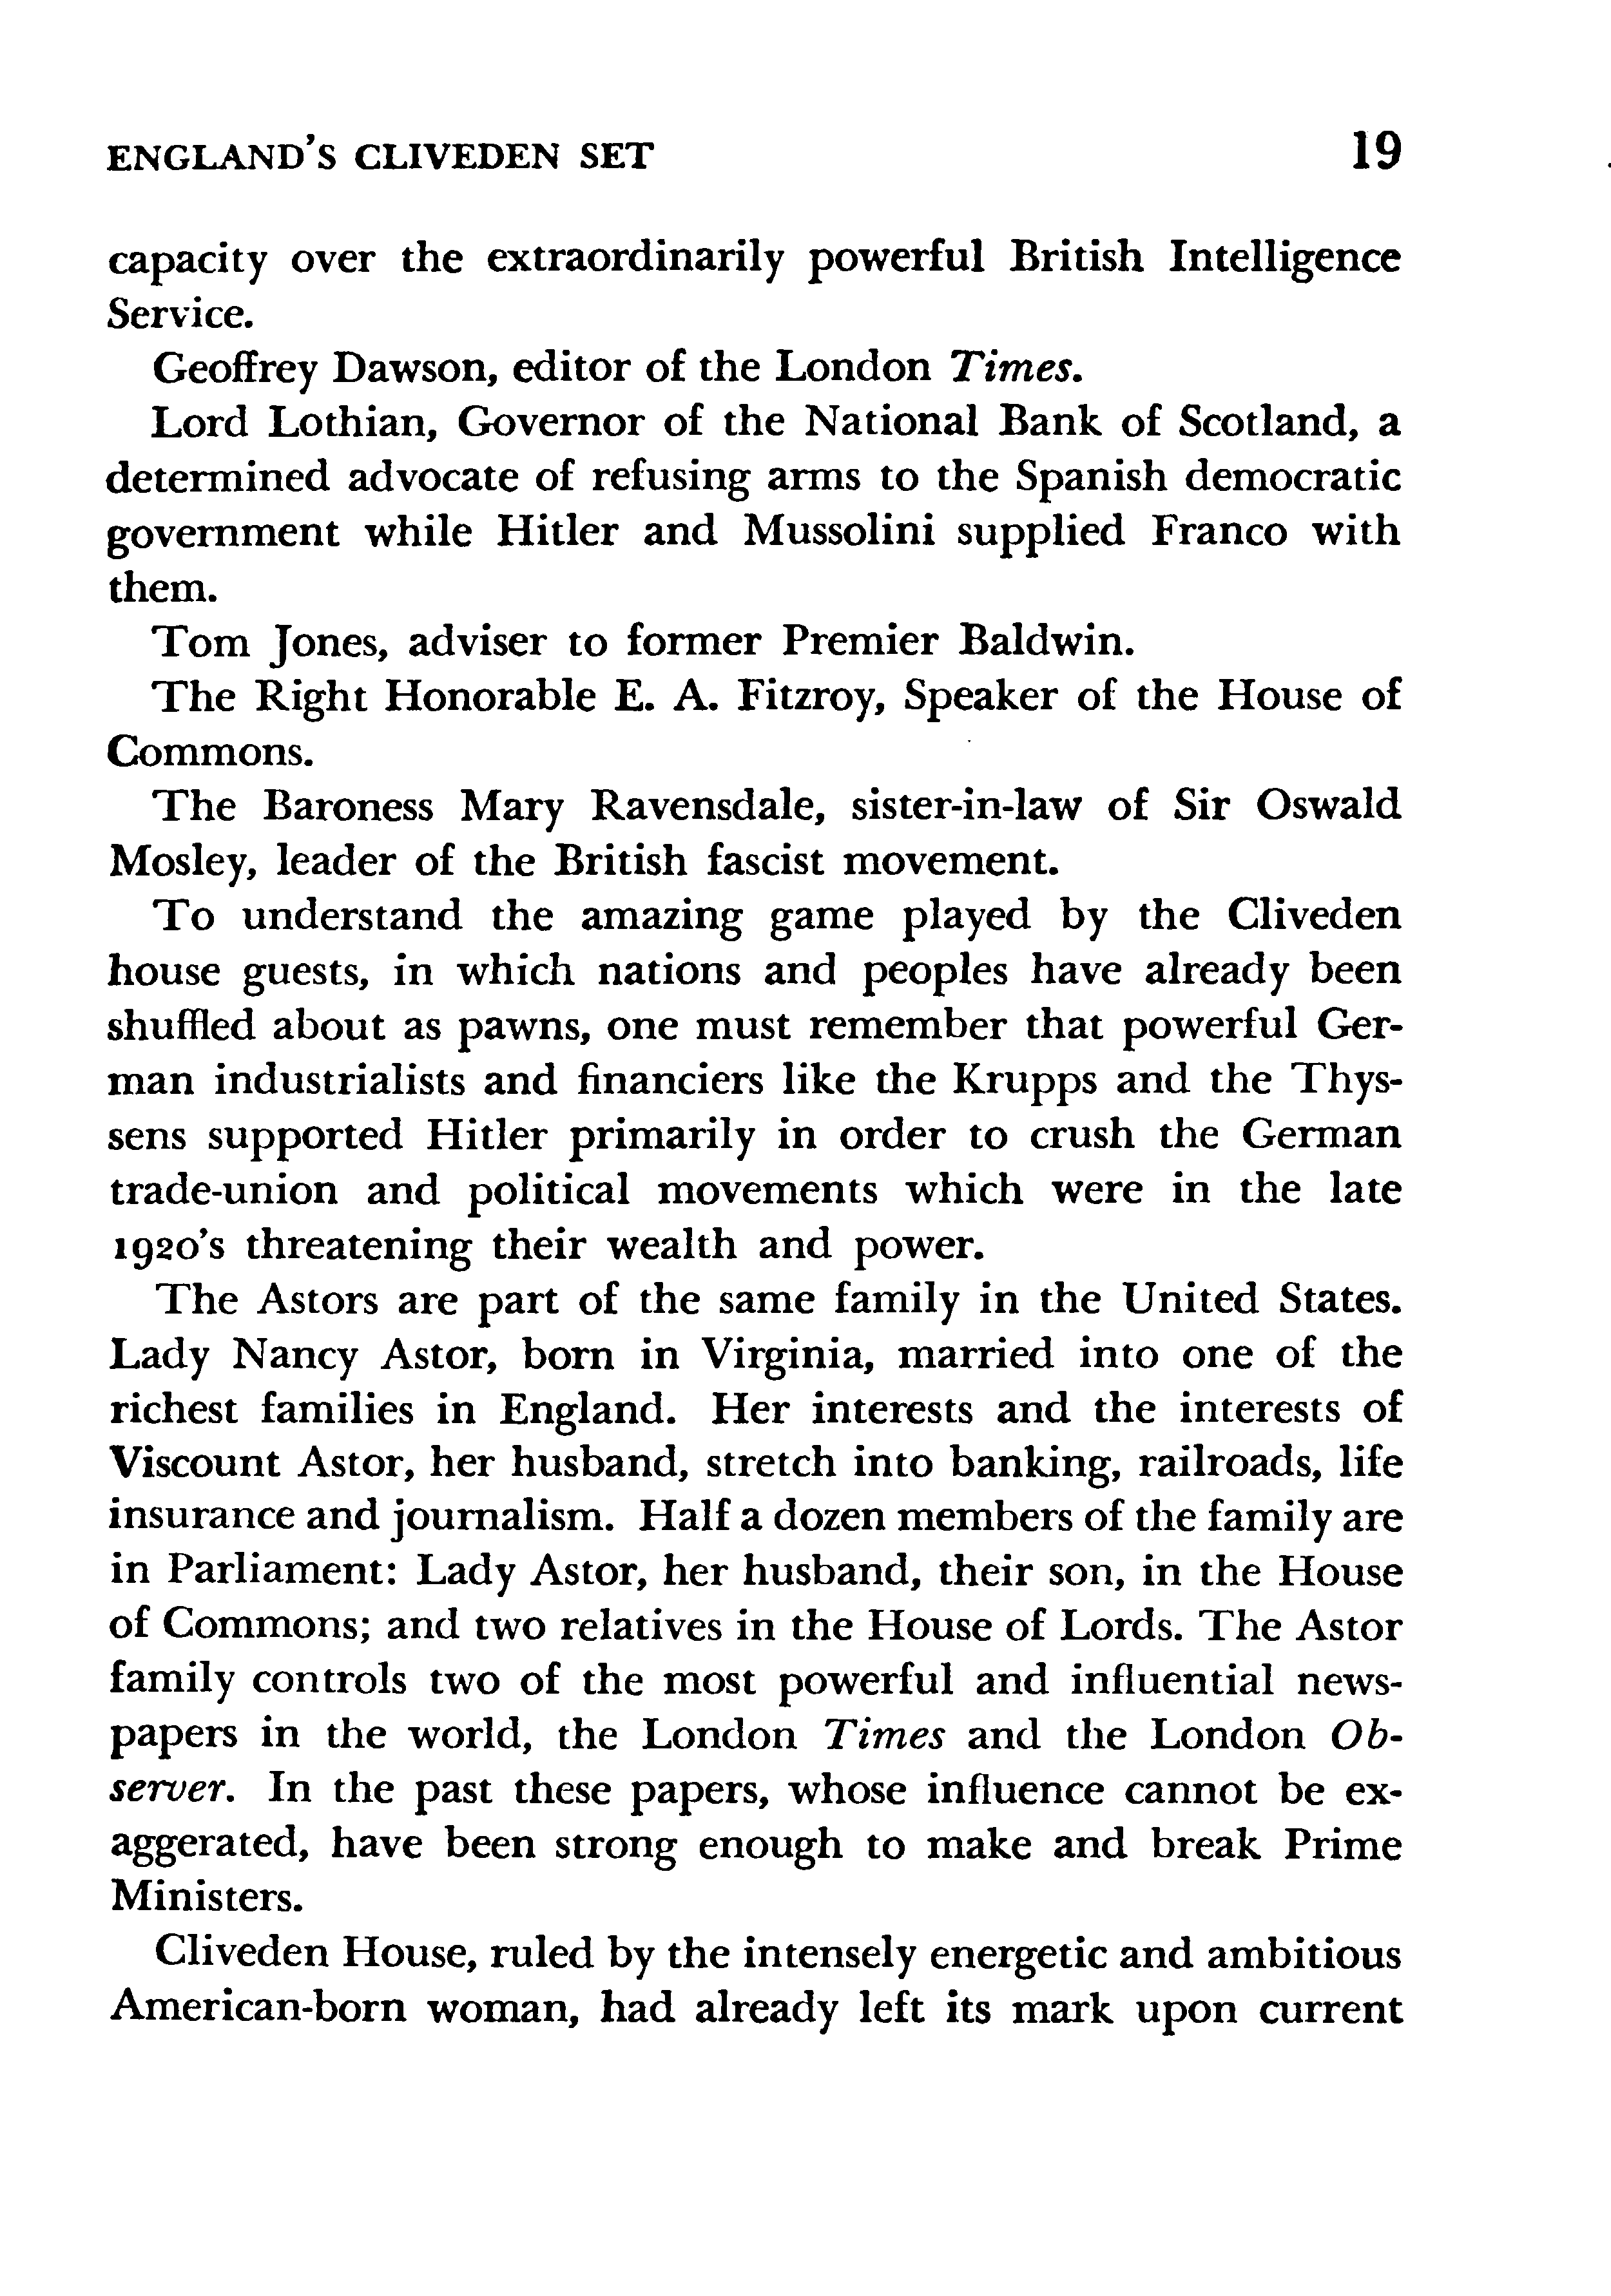 ENGLAND'S CLIVEDEN SET 19
capacity over the extraordinarily powerful British Intelligence
Service.
Geoffrey Dawson, editor of the London Times.
Lord Lothian, Governor of the National Bank of Scotland, a
determined advocate of refusing arms to the Spanish democratic
government while Hitler and Mussolini supplied Franco with
them.
Tom Jones, adviser to former Premier Baldwin.
The Right Honorable E. A. Fitzroy, Speaker of the House of
Commons.
The Baroness Mary Ravensdale, sister-in-law of Sir Oswald
Mosley, leader of the British fascist movement.
To understand the amazing game played by the Cliveden
house guests, in which nations and peoples have already been
shuffled about as pawns, one must remember that powerful Ger-
man industrialists and financiers like the Krupps and the Thys-
sens supported Hitler primarily in order to crush the German
trade-union and political movements which were in the late
1920's threatening their wealth and power.
The Astors are part of the same family in the United States.
Lady Nancy Astor, born in Virginia, married into one of the
richest families in England. Her interests and the interests of
Viscount Astor, her husband, stretch into banking, railroads, life
insurance and journalism. Half a dozen members of the family are
in Parliament: Lady Astor, her husband, their son, in the House
of Commons; and two relatives in the House of Lords. The Astor
family controls two of the most powerful and influential news-
papers in the world, the London Times and the London Ob-
server. In the past these papers, whose influence cannot be ex-
aggerated, have been strong enough to make and break Prime
Ministers.
Cliveden House, ruled by the intensely energetic and ambitious
American-born woman, had already left its mark upon current